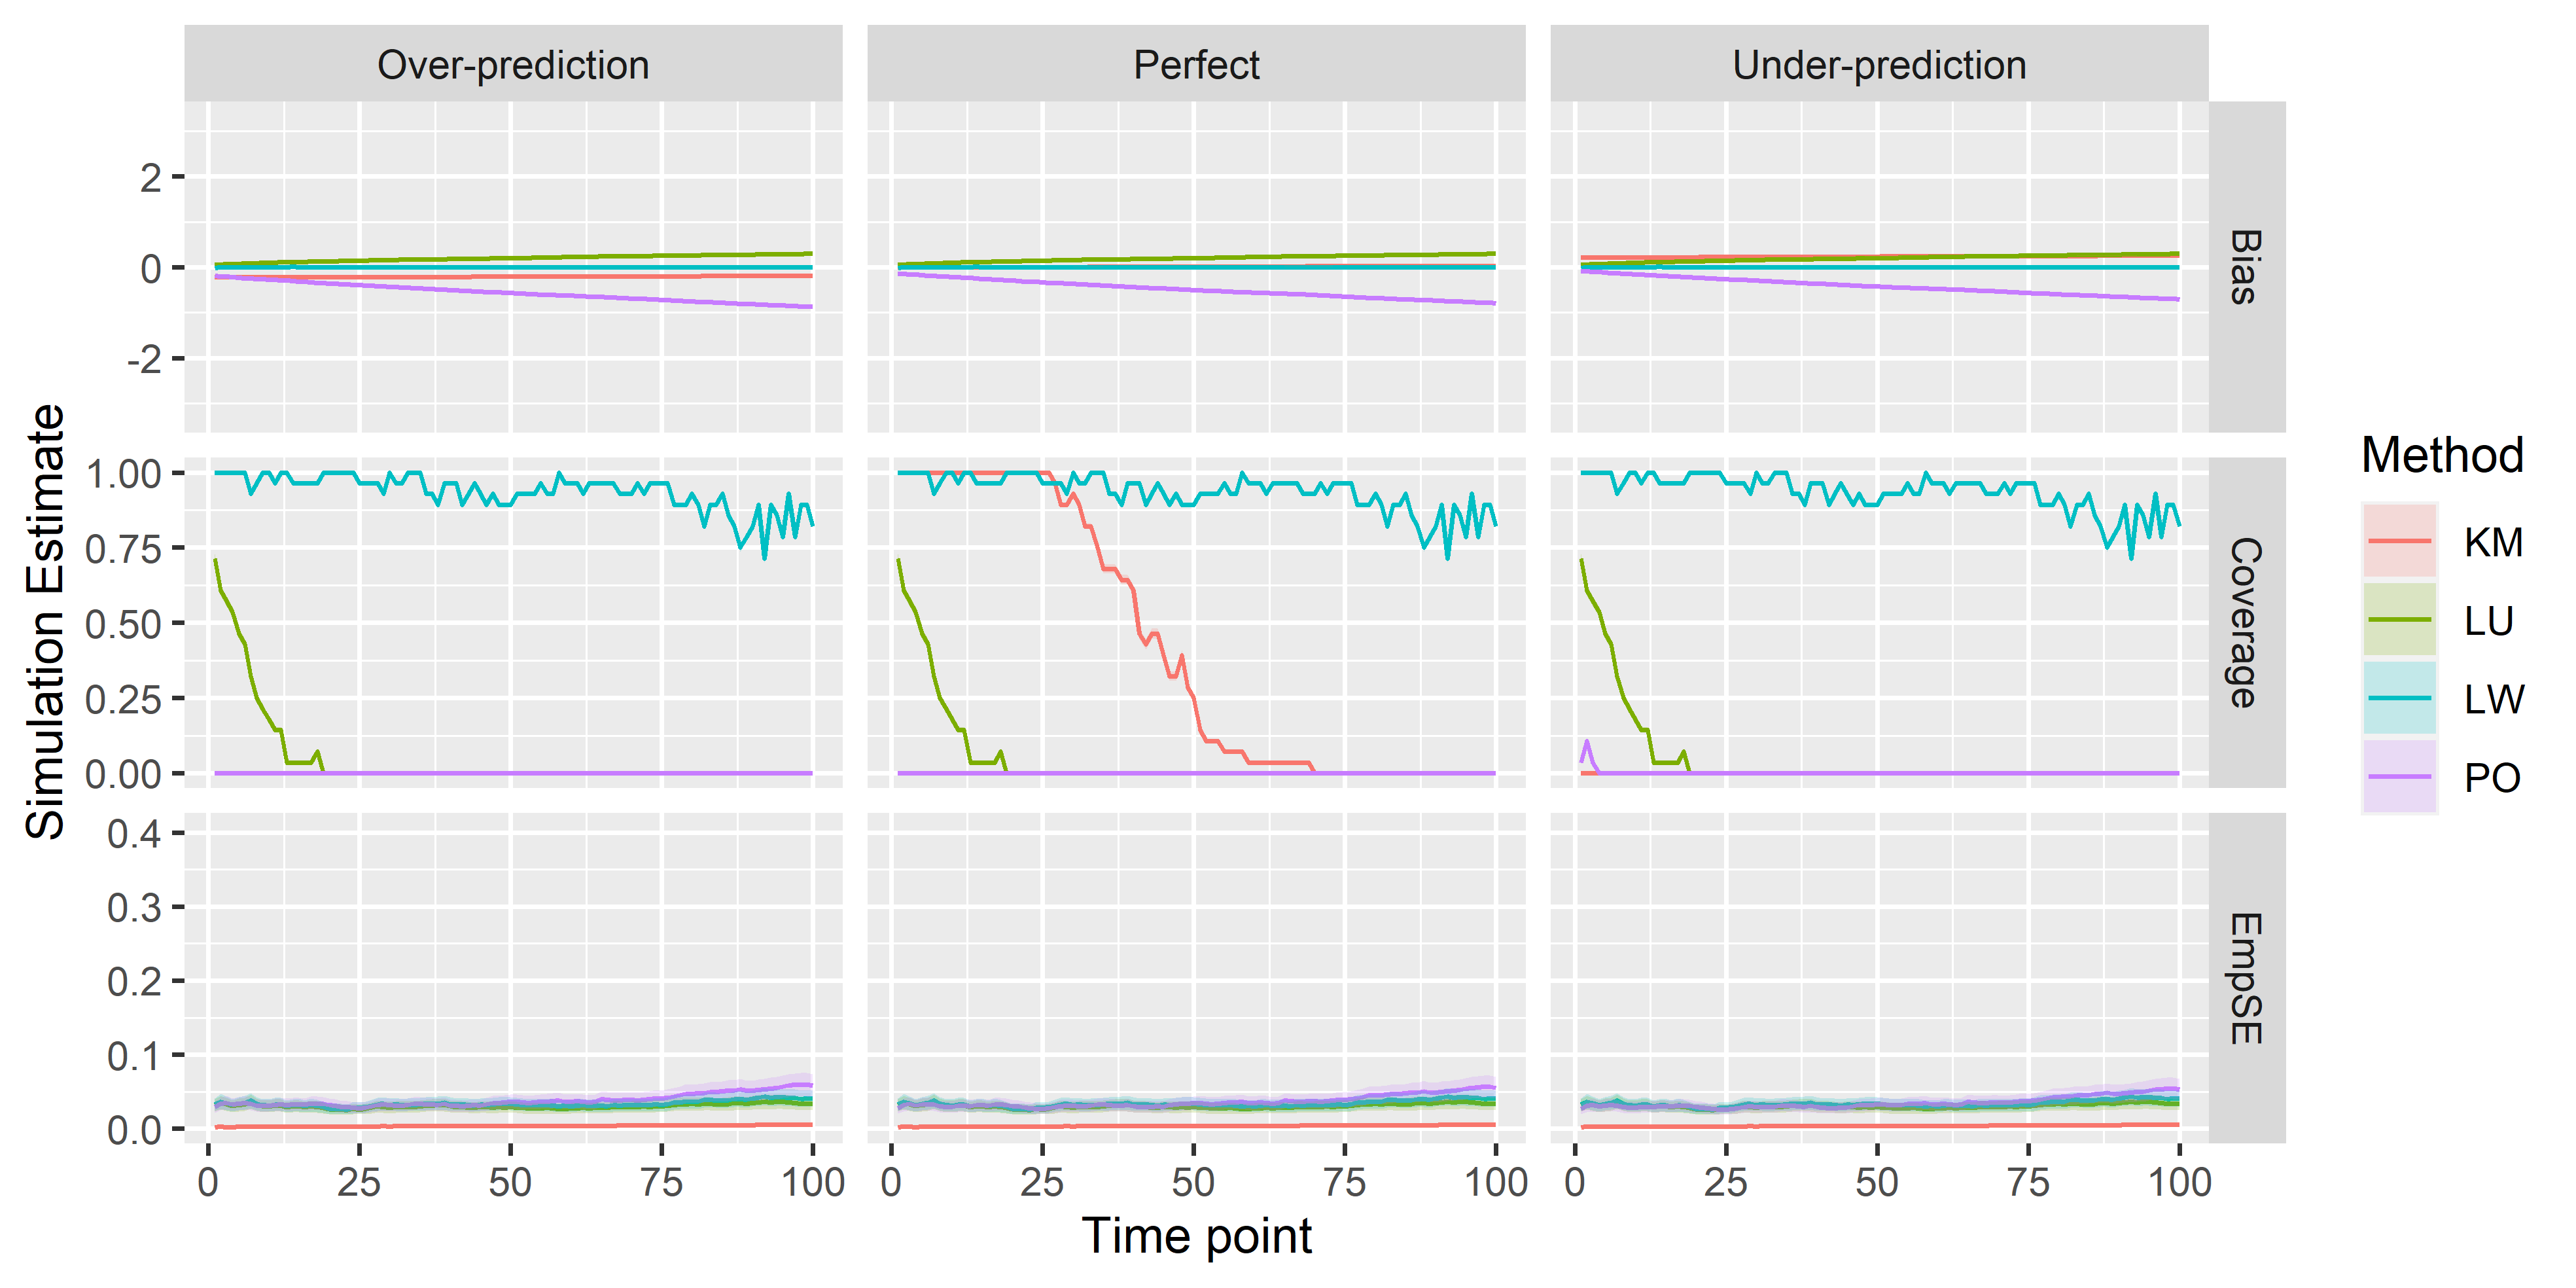 Over-prediction
Perfect
Under-prediction
2
0
-2
Bias
1.00
0.75
0.50
0.25
0.00
Coverage
0.4
0.3
0.2
0.1
0.0
EmpSE
0 25 50 75 100
0 25 50 75 100
0 25 50 75 100
Time point
Simulation Estimate
Method
KM
LU
LW
PO